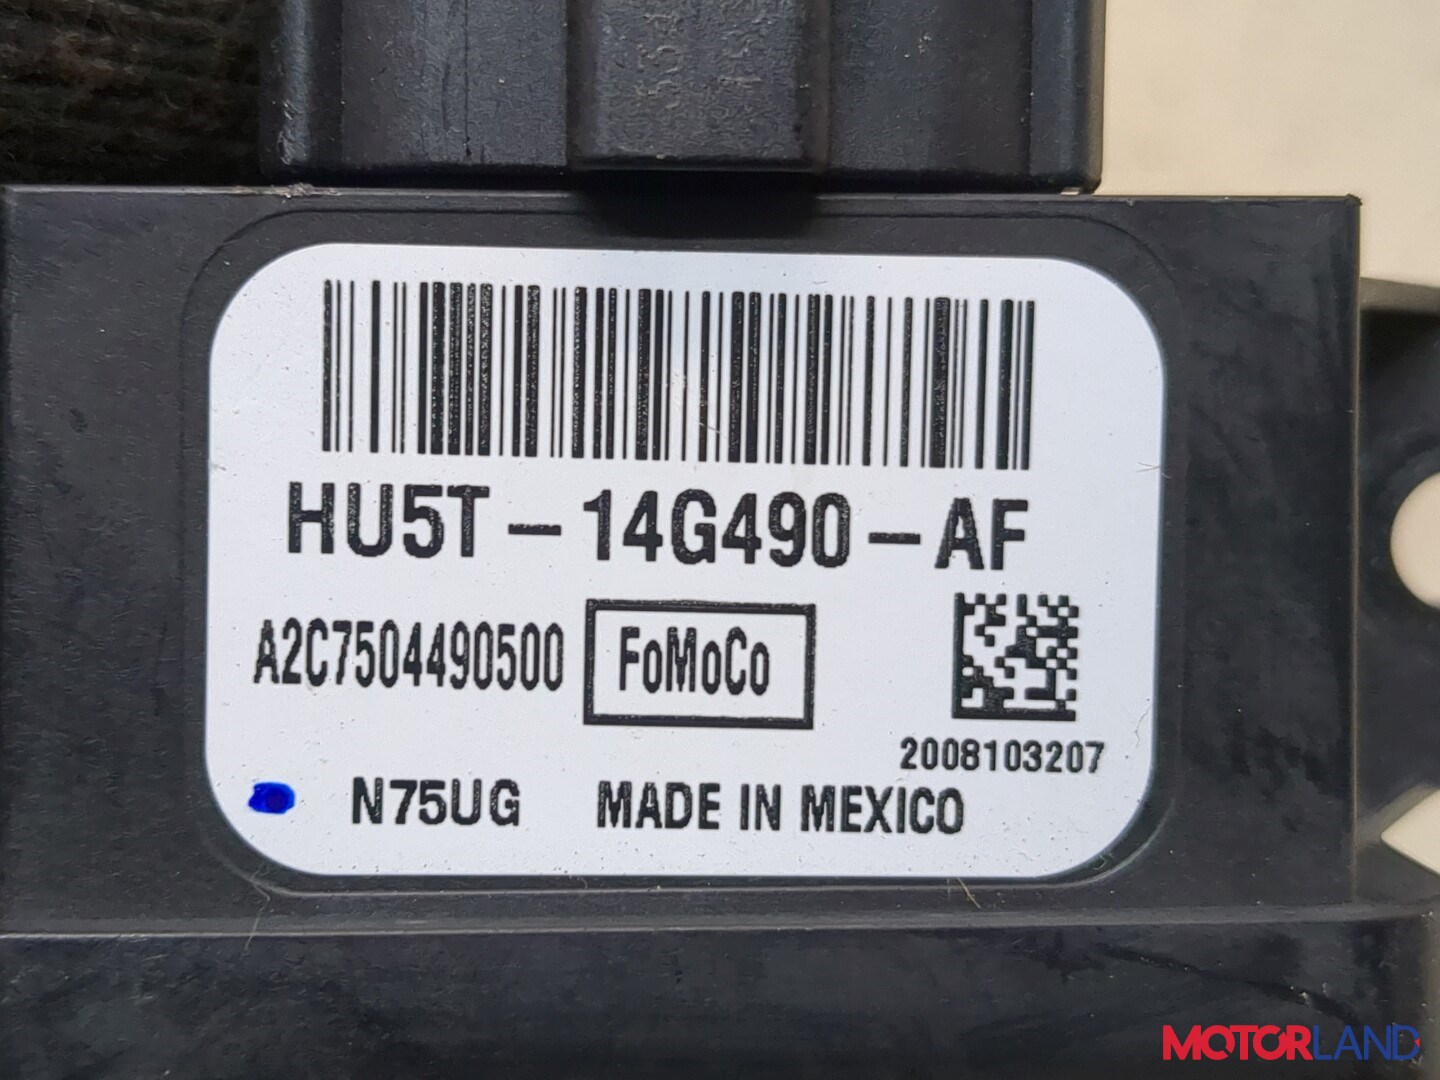 HU5T-14G490-AF
A2C7504490500 FoMoCo
2008103207
N75UG MADE IN MEXICO
MOTORLAND